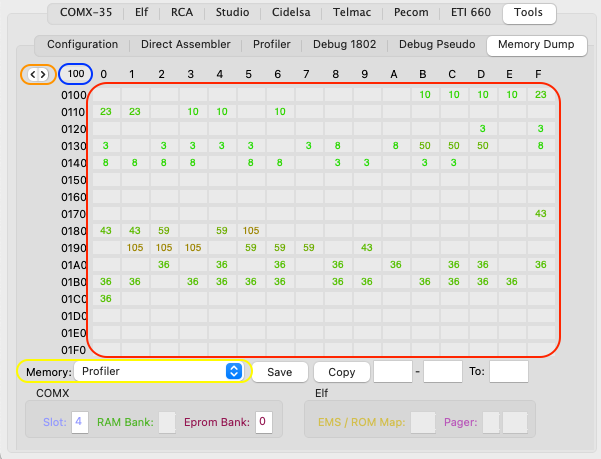 COMX-35 Elf RCA Studio Cidelsa Telmac Pecom ETI 660 Tools
Configuration Direct Assembler Profiler Debug 1802 Debug Pseudo Memory Dump
<> 100 0 1 2 3 4 5 6 7 8 9 A B C D E F
0100 10 10 10 10 23
0110 23 23 10 10 10
0120 3 3
0130 3 3 3 3 3 3 8 8 50 50 50 8
0140 8 8 8 8 8 8 3 3 3 3
0150
0160
0170 43
0180 43 43 59 59 105
0190 105 105 105 59 59 59 43
01A0 36 36 36 36 36 36 36 36
01B0 36 36 36 36 36 36 36 36 36 36 36 36
01C0 36
01D0
01E0
01F0
Memory: Profiler Save Copy - To:
COMX Elf
Slot: 4 RAM Bank: Eprom Bank: 0 EMS / ROM Map: Pager: